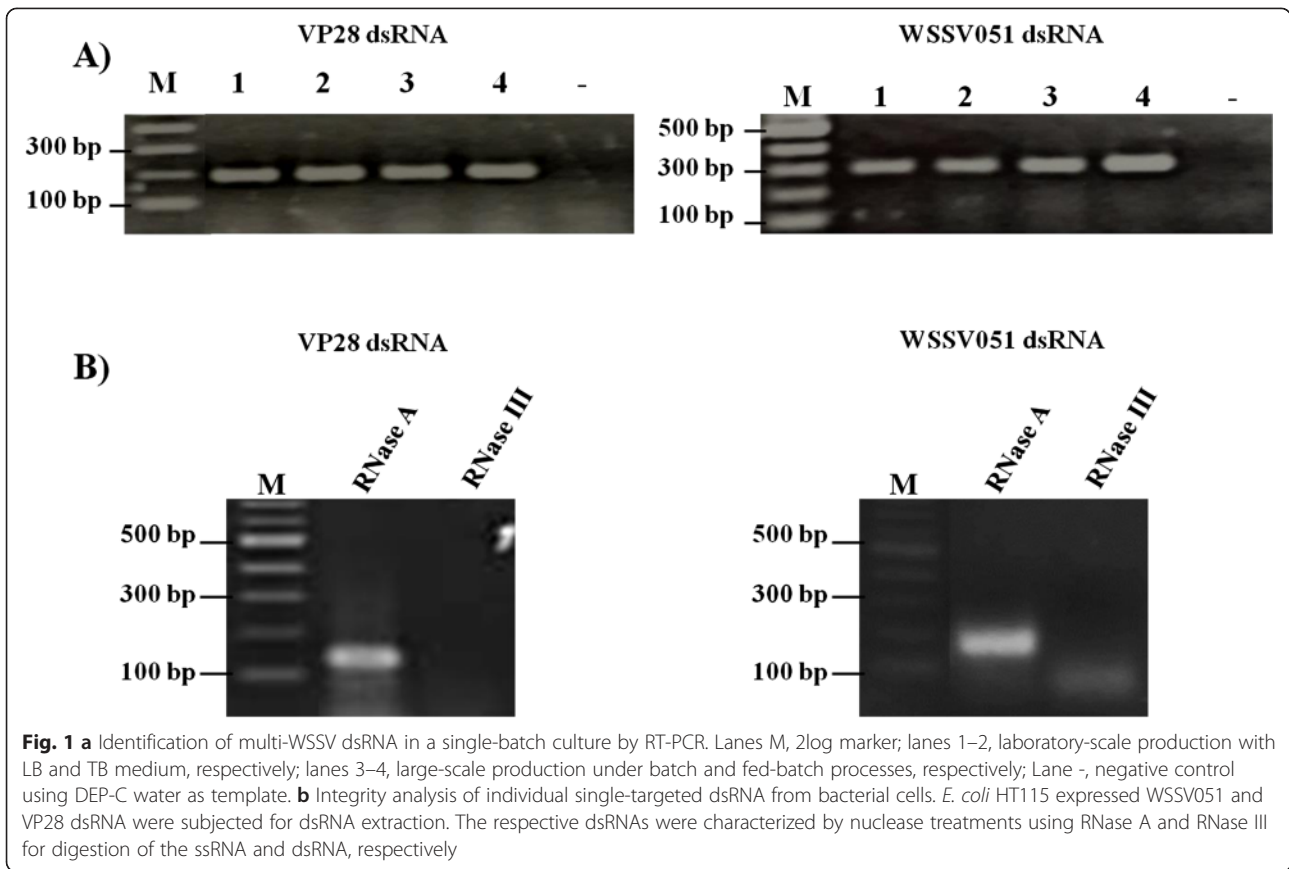 VP28 dsRNA
WSSV051 dsRNA
A)
M 1 2 3 4 -
M 1 2 3 4 -
300 bp
100 bp
500 bp
300 bp
100 bp
VP28 dsRNA
WSSV051 dsRNA
B)
M RNase A RNase III
M RNase A RNase III
500 bp
300 bp
100 bp
500 bp
300 bp
100 bp
Fig. 1 a Identification of multi-WSSV dsRNA in a single-batch culture by RT-PCR. Lanes M, 2log marker; lanes 1–2, laboratory-scale production with
LB and TB medium, respectively; lanes 3–4, large-scale production under batch and fed-batch processes, respectively; Lane -, negative control
using DEP-C water as template. b Integrity analysis of individual single-targeted dsRNA from bacterial cells. E. coli HT115 expressed WSSV051 and
VP28 dsRNA were subjected for dsRNA extraction. The respective dsRNAs were characterized by nuclease treatments using RNase A and RNase III
for digestion of the ssRNA and dsRNA, respectively